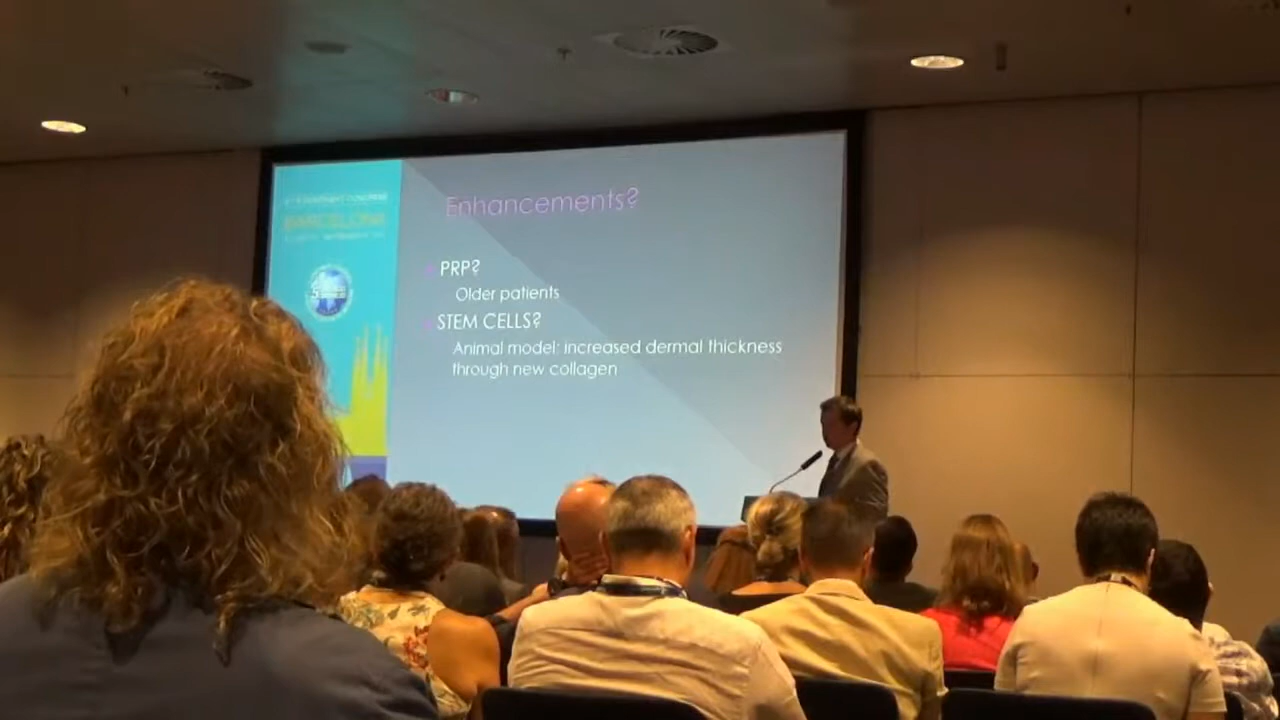 Enhancements?
PRP?
Older patients
STEM CELLS?
Animal model: increased dermal thickness
through new collagen
BARCELONA